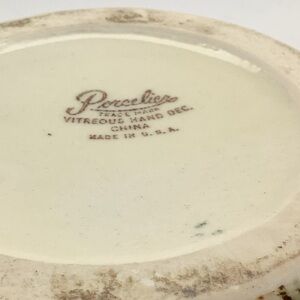 Porcelier
TRADE MARK
VITREOUS HAND DEC.
CHINA
MADE IN U.S.A.